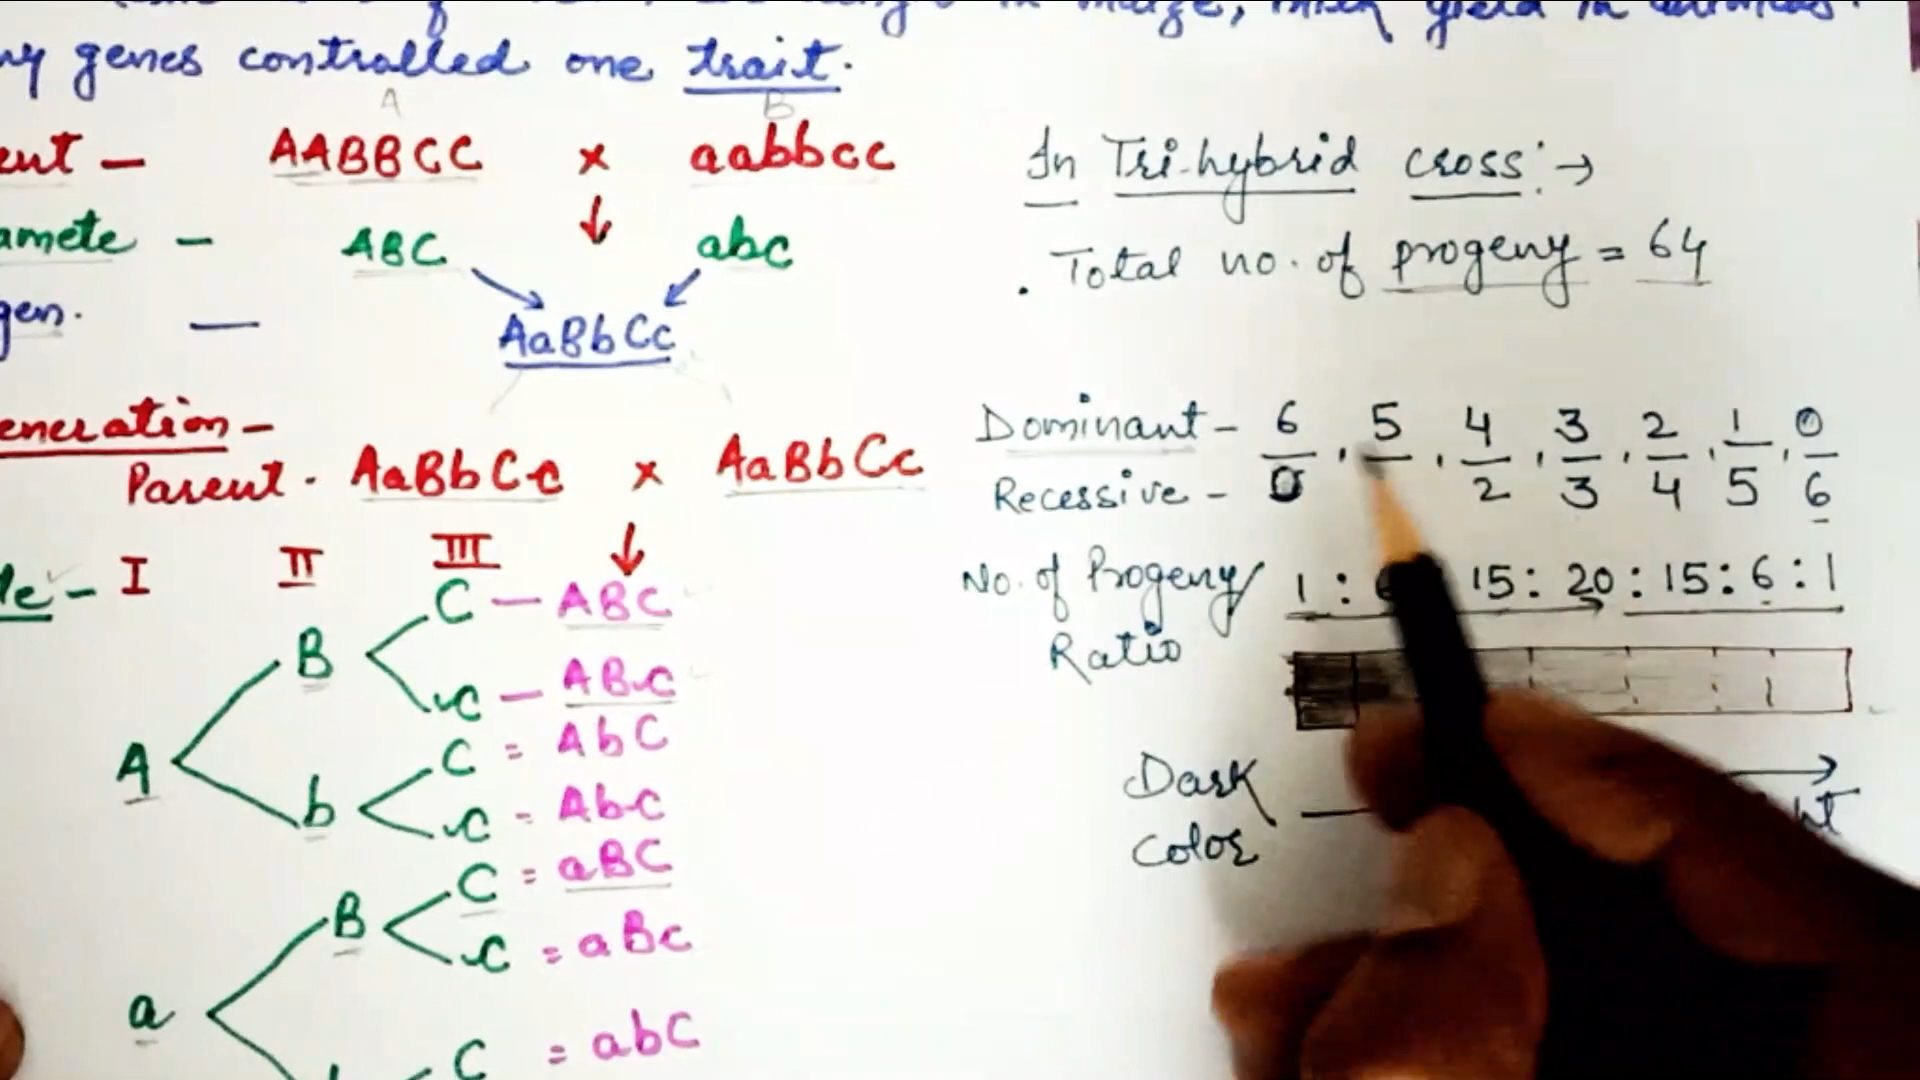 genes controlled one trait.
A B
AABBCC × aabbcc
ABC abc
gen. —
AaBbCc
Parent. AaBbCc × AaBbCc
I II III
C — ABC
B
c — ABc
A
C = AbC
b
c - Abc
C = aBC
B
c = aBc
a
C = abC
In Tri-hybrid cross:→
. Total no. of progeny = 64
Dominant - 6, 5, 4, 3, 2, 1, 0
Recessive - 0 2 3 4 5 6
No. of Progeny 1 : 15 : 20 : 15 : 6 : 1
Ratio
Dark
Color